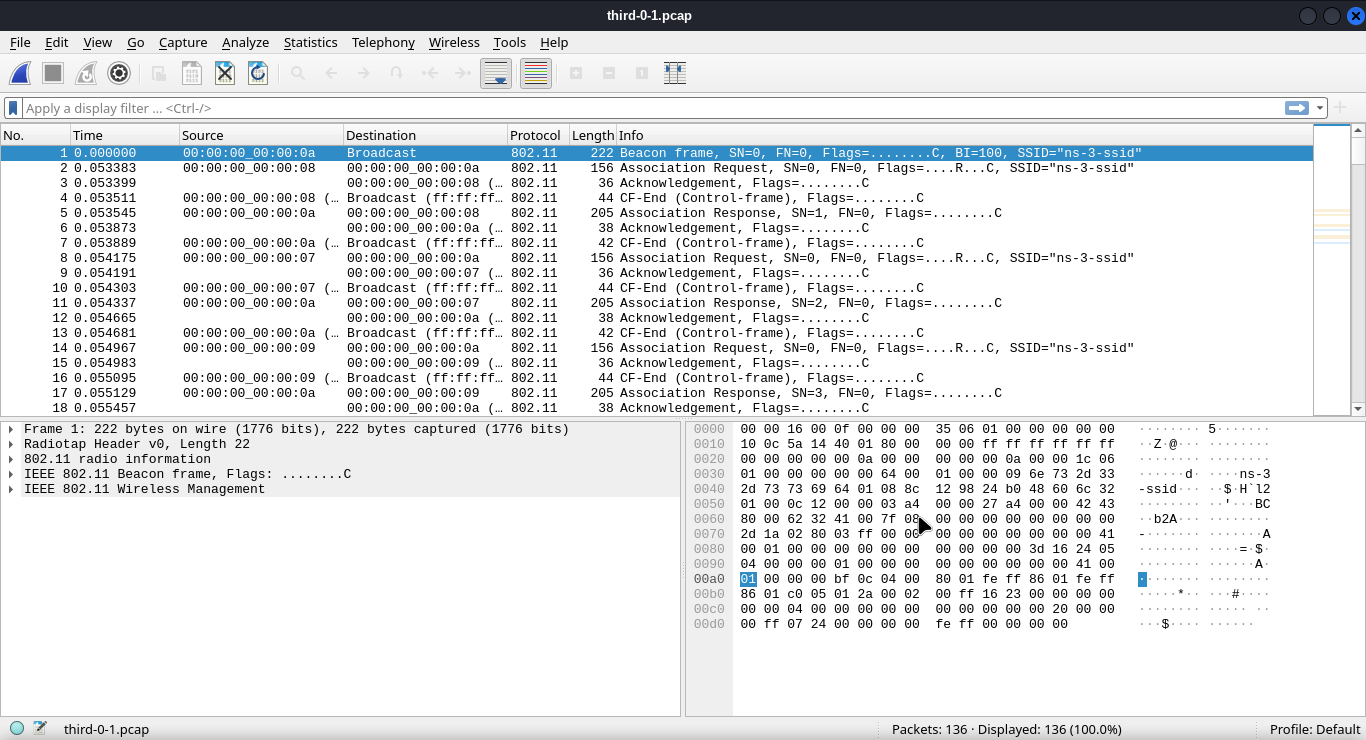 third-0-1.pcap
File Edit View Go Capture Analyze Statistics Telephony Wireless Tools Help
Apply a display filter ... <Ctrl-/>
No. Time Source Destination Protocol Length Info
1 0.000000 00:00:00_00:00:0a Broadcast 802.11 222 Beacon frame, SN=0, FN=0, Flags=........C, BI=100, SSID="ns-3-ssid"
2 0.053383 00:00:00_00:00:08 00:00:00_00:00:0a 802.11 156 Association Request, SN=0, FN=0, Flags=....R...C, SSID="ns-3-ssid"
3 0.053399 00:00:00_00:00:08 (… 802.11 36 Acknowledgement, Flags=........C
4 0.053511 00:00:00_00:00:08 (… Broadcast (ff:ff:ff… 802.11 44 CF-End (Control-frame), Flags=........C
5 0.053545 00:00:00_00:00:0a 00:00:00_00:00:08 802.11 205 Association Response, SN=1, FN=0, Flags=........C
6 0.053873 00:00:00_00:00:0a (… 802.11 38 Acknowledgement, Flags=........C
7 0.053889 00:00:00_00:00:0a (… Broadcast (ff:ff:ff… 802.11 42 CF-End (Control-frame), Flags=........C
8 0.054175 00:00:00_00:00:07 00:00:00_00:00:0a 802.11 156 Association Request, SN=0, FN=0, Flags=....R...C, SSID="ns-3-ssid"
9 0.054191 00:00:00_00:00:07 (… 802.11 36 Acknowledgement, Flags=........C
10 0.054303 00:00:00_00:00:07 (… Broadcast (ff:ff:ff… 802.11 44 CF-End (Control-frame), Flags=........C
11 0.054337 00:00:00_00:00:0a 00:00:00_00:00:07 802.11 205 Association Response, SN=2, FN=0, Flags=........C
12 0.054665 00:00:00_00:00:0a (… 802.11 38 Acknowledgement, Flags=........C
13 0.054681 00:00:00_00:00:0a (… Broadcast (ff:ff:ff… 802.11 42 CF-End (Control-frame), Flags=........C
14 0.054967 00:00:00_00:00:09 00:00:00_00:00:0a 802.11 156 Association Request, SN=0, FN=0, Flags=....R...C, SSID="ns-3-ssid"
15 0.054983 00:00:00_00:00:09 (… 802.11 36 Acknowledgement, Flags=........C
16 0.055095 00:00:00_00:00:09 (… Broadcast (ff:ff:ff… 802.11 44 CF-End (Control-frame), Flags=........C
17 0.055129 00:00:00_00:00:0a 00:00:00_00:00:09 802.11 205 Association Response, SN=3, FN=0, Flags=........C
18 0.055457 00:00:00_00:00:0a (… 802.11 38 Acknowledgement, Flags=........C
Frame 1: 222 bytes on wire (1776 bits), 222 bytes captured (1776 bits)
Radiotap Header v0, Length 22
802.11 radio information
IEEE 802.11 Beacon frame, Flags: ........C
IEEE 802.11 Wireless Management
0000 00 00 16 00 0f 00 00 00 35 06 01 00 00 00 00 00 ········ 5·······
0010 10 0c 5a 14 40 01 80 00 00 00 ff ff ff ff ff ff ··Z·@··· ········
0020 00 00 00 00 00 0a 00 00 00 00 00 0a 00 00 1c 06 ········ ········
0030 01 00 00 00 00 00 64 00 01 00 00 09 6e 73 2d 33 ······d· ····ns-3
0040 2d 73 73 69 64 01 08 8c 12 98 24 b0 48 60 6c 32 -ssid··· ··$·H`l2
0050 01 00 0c 12 00 00 03 a4 00 00 27 a4 00 00 42 43 ········ ··'···BC
0060 80 00 62 32 41 00 7f 08 00 00 00 00 00 00 00 00 ··b2A··· ········
0070 2d 1a 02 80 03 ff 00 00 00 00 00 00 00 00 00 41 -······· ·······A
0080 00 01 00 00 00 00 00 00 00 00 00 00 3d 16 24 05 ········ ····=·$·
0090 04 00 00 00 01 00 00 00 00 00 00 00 00 00 41 00 ········ ······A·
00a0 01 00 00 00 bf 0c 04 00 80 01 fe ff 86 01 fe ff ········ ········
00b0 86 01 c0 05 01 2a 00 02 00 ff 16 23 00 00 00 00 ·····*·· ···#····
00c0 00 00 04 00 00 00 00 00 00 00 00 00 20 00 00 ········ ···· ··
00d0 00 ff 07 24 00 00 00 00 fe ff 00 00 00 00 ···$···· ······
third-0-1.pcap
Packets: 136 · Displayed: 136 (100.0%)
Profile: Default